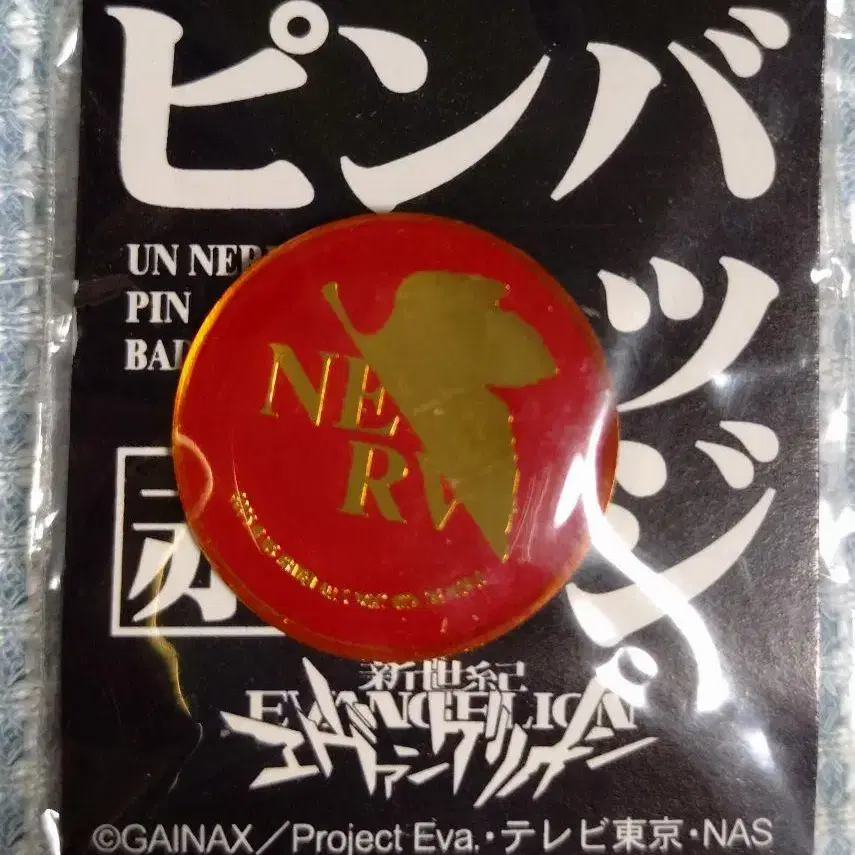 ピンバッジ
UN NER
PIN
BAD
NE
RV
新世紀
EVANGELION
エヴァンゲリオン
©GAINAX/Project Eva.・テレビ東京・NAS